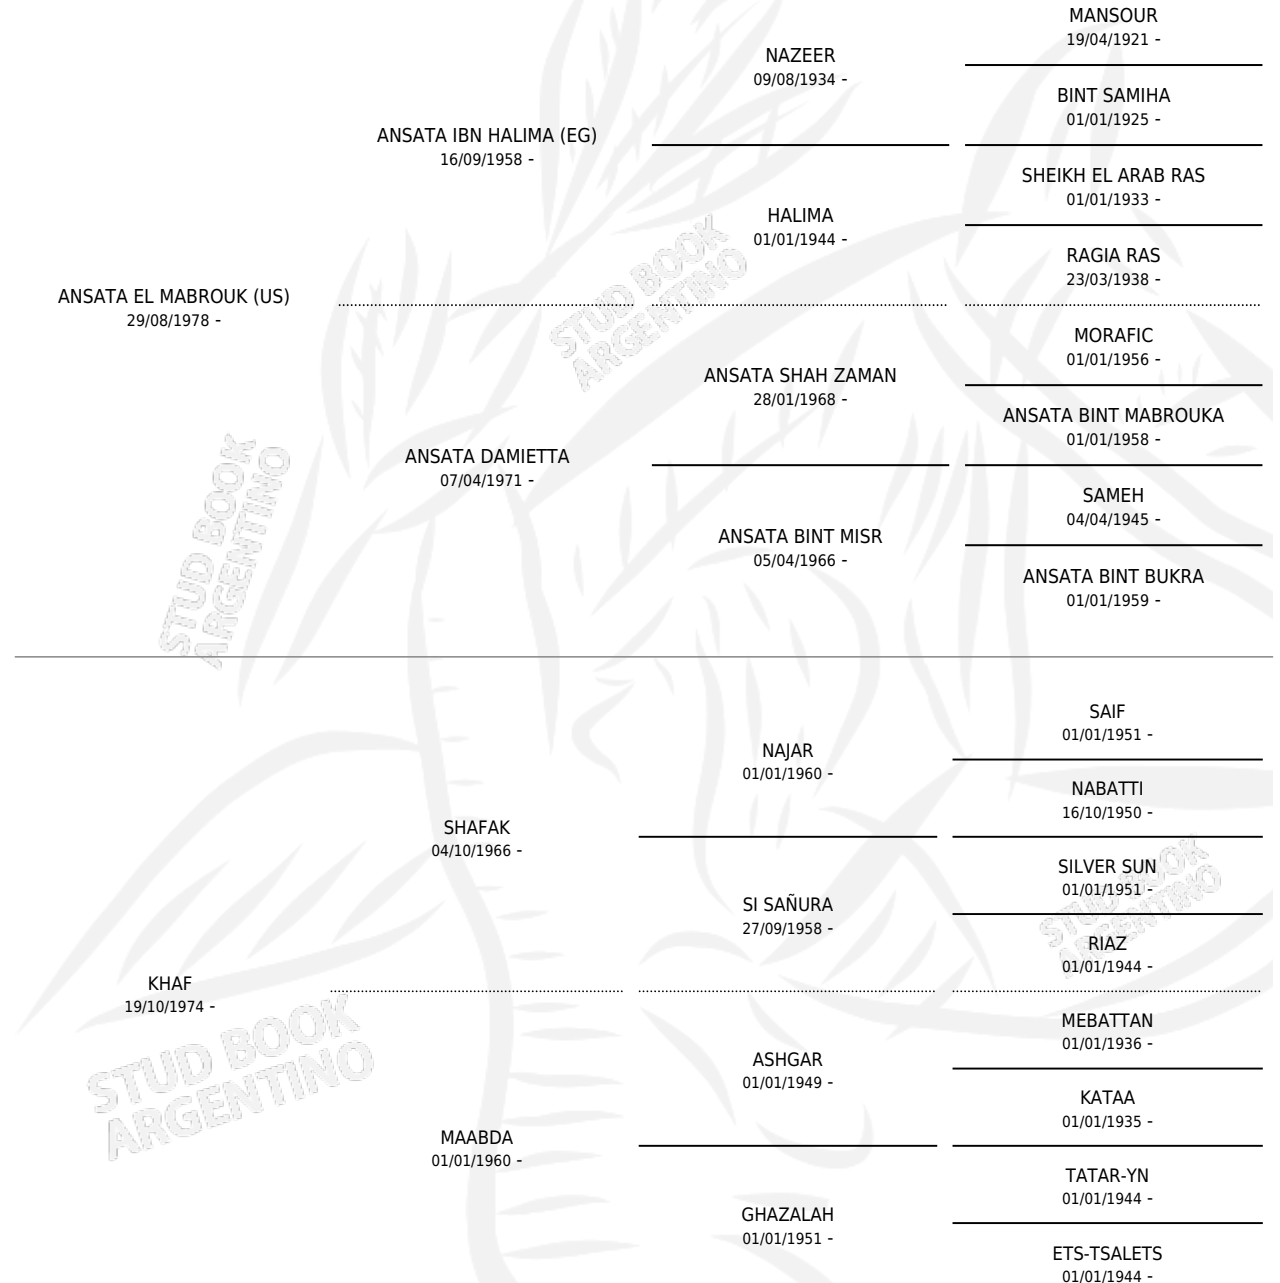 MANSOUR
19/04/1921 -
NAZEER
09/08/1934 -
BINT SAMIHA
01/01/1925 -
ANSATA IBN HALIMA (EG)
16/09/1958 -
SHEIKH EL ARAB RAS
01/01/1933 -
HALIMA
01/01/1944 -
RAGIA RAS
23/03/1938 -
ANSATA EL MABROUK (US)
29/08/1978 -
MORAFIC
01/01/1956 -
ANSATA SHAH ZAMAN
28/01/1968 -
ANSATA BINT MABROUKA
01/01/1958 -
ANSATA DAMIETTA
07/04/1971 -
SAMEH
04/04/1945 -
ANSATA BINT MISR
05/04/1966 -
ANSATA BINT BUKRA
01/01/1959 -
SAIF
01/01/1951 -
NAJAR
01/01/1960 -
NABATTI
16/10/1950 -
SHAFAK
04/10/1966 -
SILVER SUN
01/01/1951 -
SI SAÑURA
27/09/1958 -
RIAZ
01/01/1944 -
KHAF
19/10/1974 -
MEBATTAN
01/01/1936 -
ASHGAR
01/01/1949 -
KATAA
01/01/1935 -
MAABDA
01/01/1960 -
TATAR-YN
01/01/1944 -
GHAZALAH
01/01/1951 -
ETS-TSALETS
01/01/1944 -
STUD BOOK
ARGENTINO
STUD BOOK
ARGENTINO
STUD BOOK
ARGENTINO
STUD BOOK
ARGENTINO